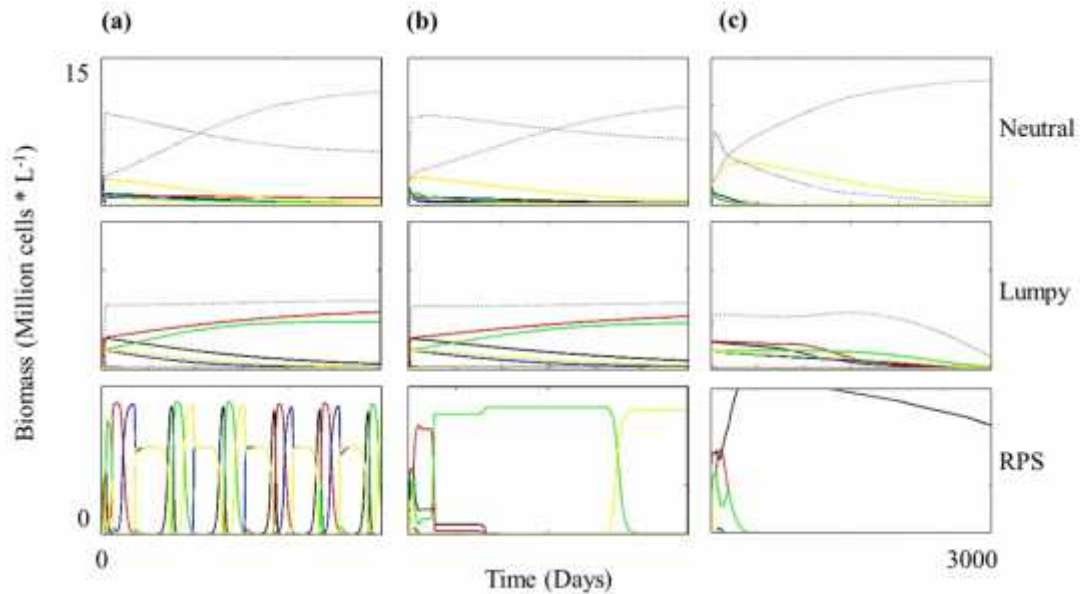 (a) (b) (c)
15
Neutral
Lumpy
RPS
Biomass (Million cells * L⁻¹)
0
0 3000
Time (Days)